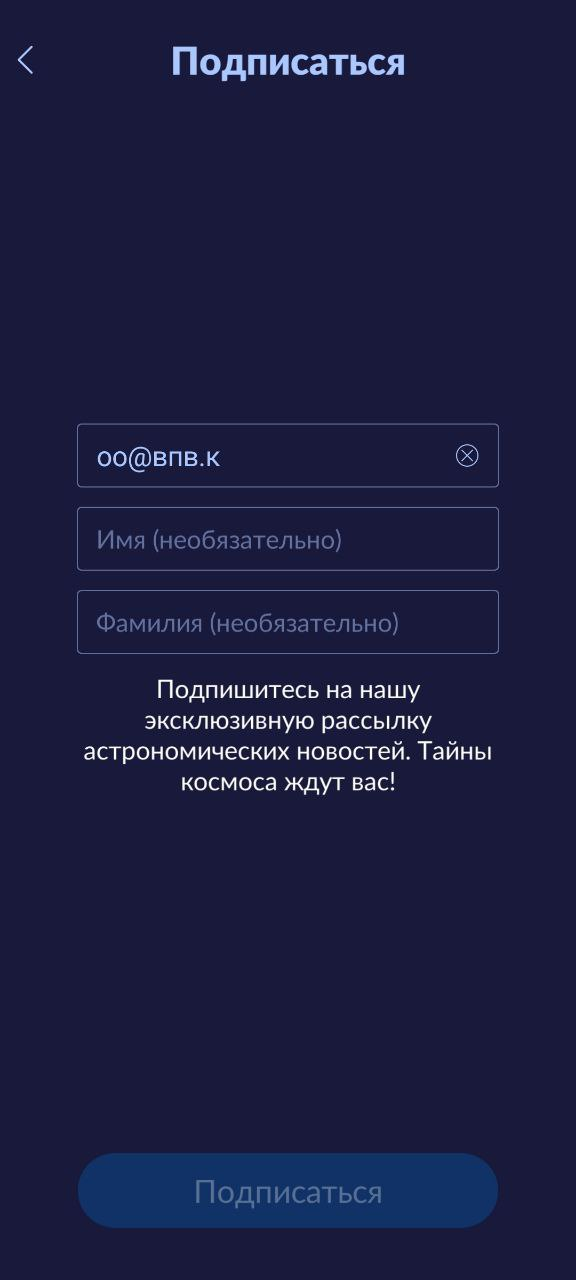 Подписаться
оо@впв.к
Имя (необязательно)
Фамилия (необязательно)
Подпишитесь на нашу
эксклюзивную рассылку
астрономических новостей. Тайны
космоса ждут вас!
Подписаться